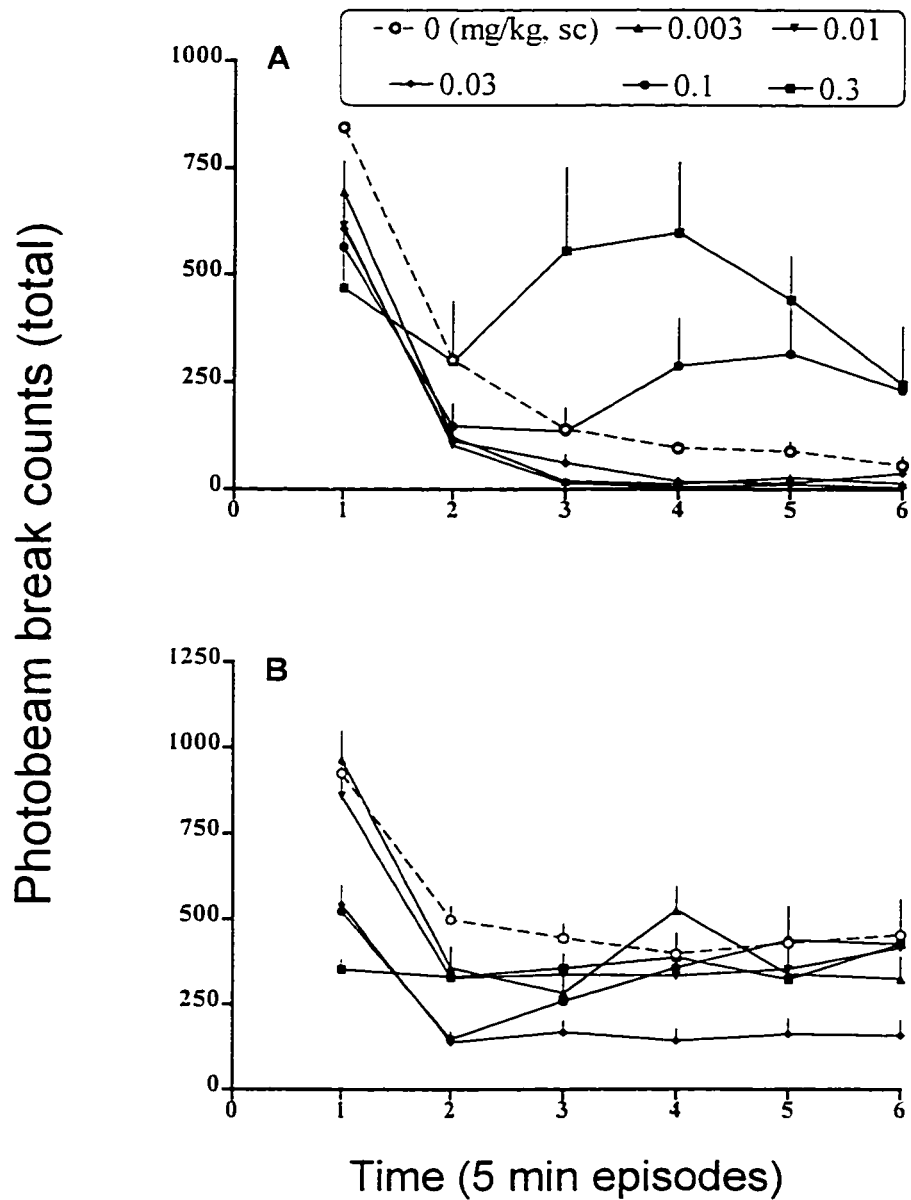 0 (mg/kg, sc) 0.003 0.01
0.03 0.1 0.3
A
1000
750
500
250
0
0 1 2 3 4 5 6
B
1250
1000
750
500
250
0
0 1 2 3 4 5 6
Photobeam break counts (total)
Time (5 min episodes)